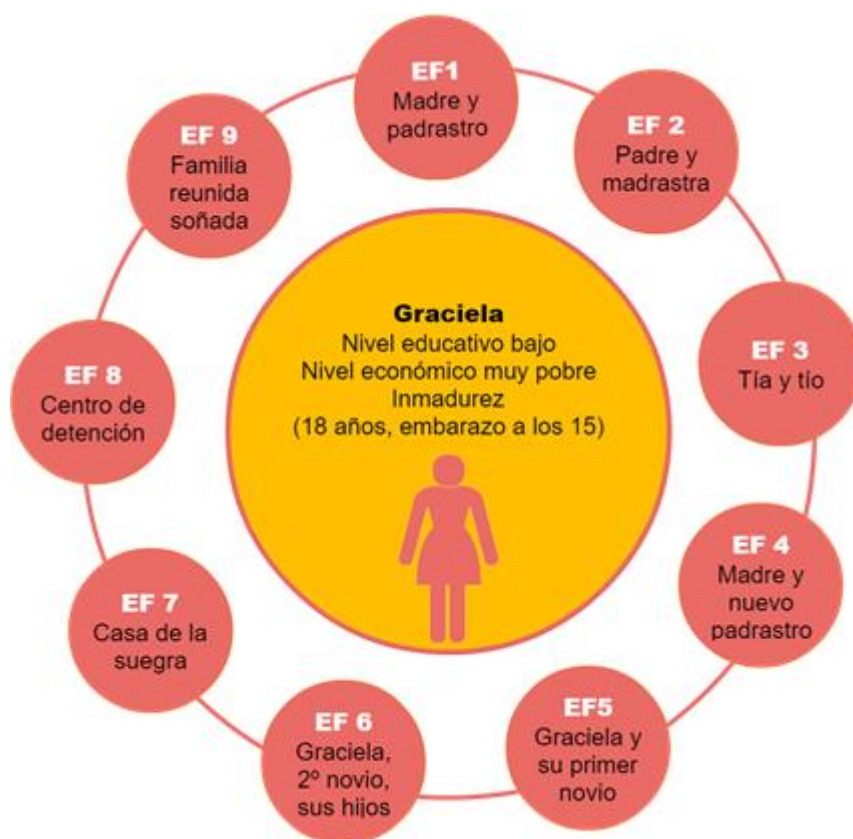 EF1
Madre y
padrastro
EF 2
Padre y
madrastra
EF 3
Tía y tío
EF 4
Madre y
nuevo
padrastro
EF5
Graciela y
su primer
novio
EF 6
Graciela,
2º novio,
sus hijos
EF 7
Casa de la
suegra
EF 8
Centro de
detención
EF 9
Familia
reunida
soñada
Graciela
Nivel educativo bajo
Nivel económico muy pobre
Inmadurez
(18 años, embarazo a los 15)